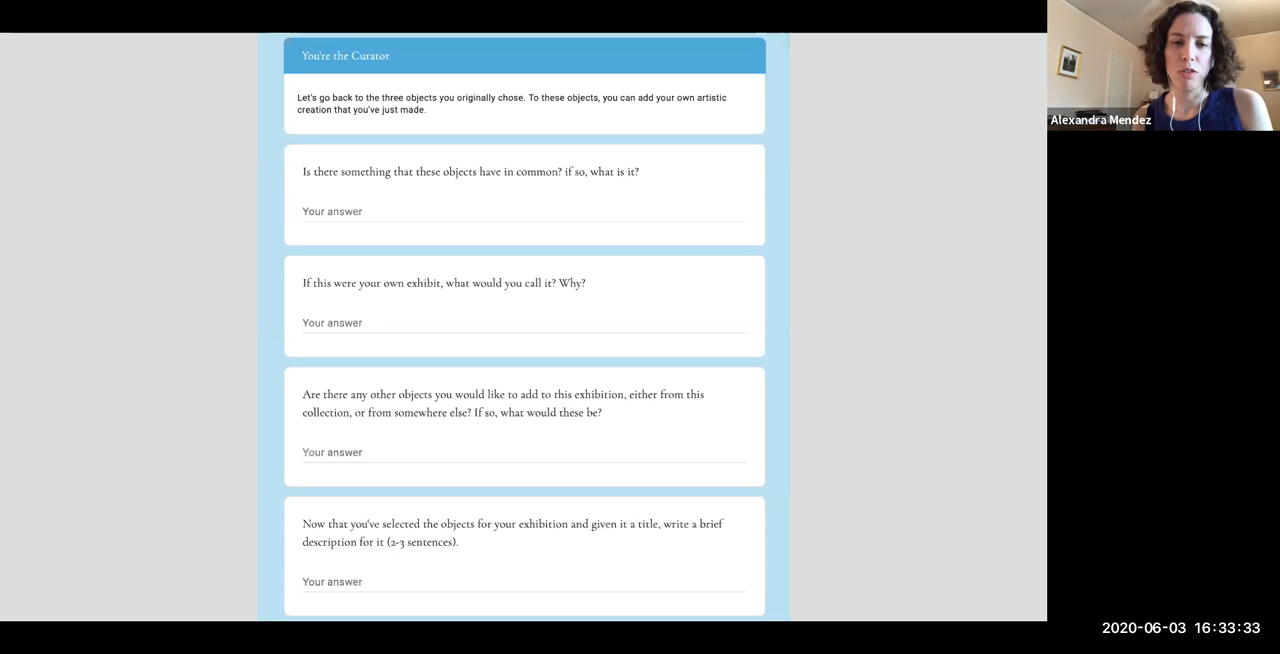 You're the Curator
Let's go back to the three objects you originally chose. To these objects, you can add your own artistic
creation that you've just made.
Is there something that these objects have in common? if so, what is it?
Your answer
If this were your own exhibit, what would you call it? Why?
Your answer
Are there any other objects you would like to add to this exhibition, either from this
collection, or from somewhere else? If so, what would these be?
Your answer
Now that you've selected the objects for your exhibition and given it a title, write a brief
description for it (2-3 sentences).
Your answer
Alexandra Mendez
2020-06-03 16:33:33